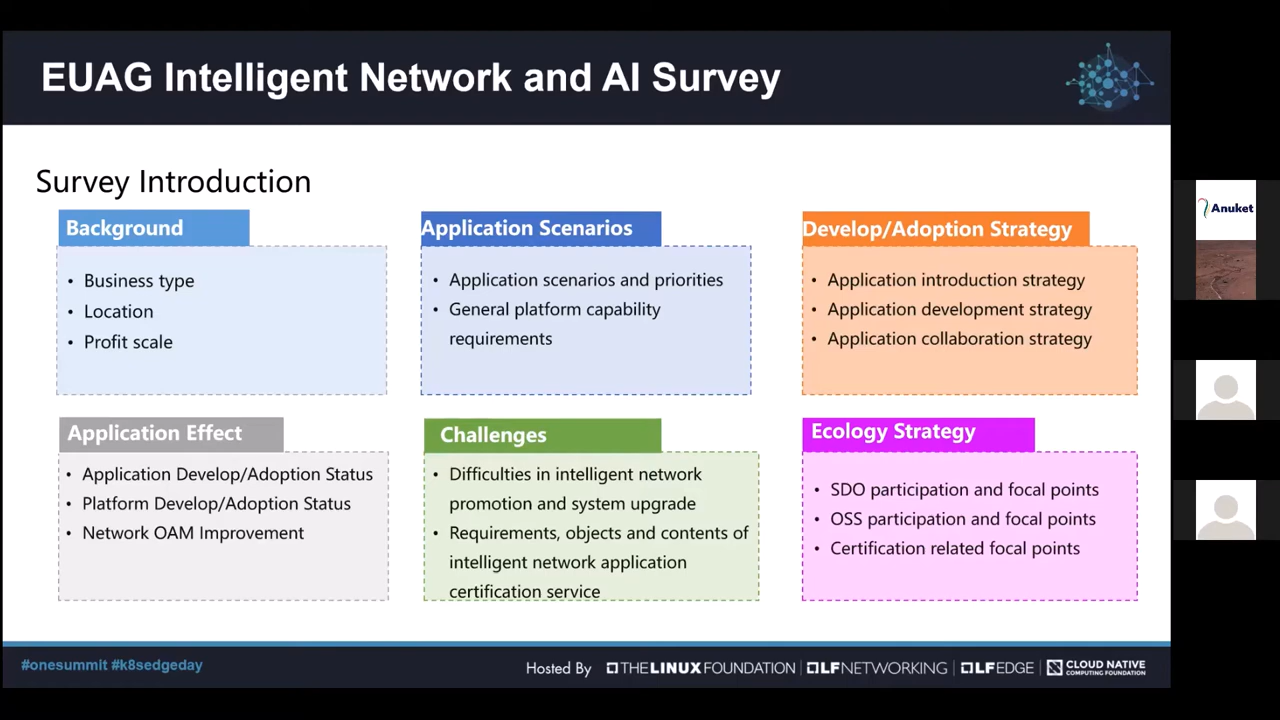 EUAG Intelligent Network and AI Survey
Survey Introduction
Background
• Business type
• Location
• Profit scale
Application Scenarios
• Application scenarios and priorities
• General platform capability
requirements
Develop/Adoption Strategy
• Application introduction strategy
• Application development strategy
• Application collaboration strategy
Application Effect
• Application Develop/Adoption Status
• Platform Develop/Adoption Status
• Network OAM Improvement
Challenges
• Difficulties in intelligent network
promotion and system upgrade
• Requirements, objects and contents of
intelligent network application
certification service
Ecology Strategy
• SDO participation and focal points
• OSS participation and focal points
• Certification related focal points
#onesummit #k8sedgeday
Hosted By
THE LINUX FOUNDATION
LF NETWORKING
LF EDGE
CLOUD NATIVE
COMPUTING FOUNDATION
Anuket